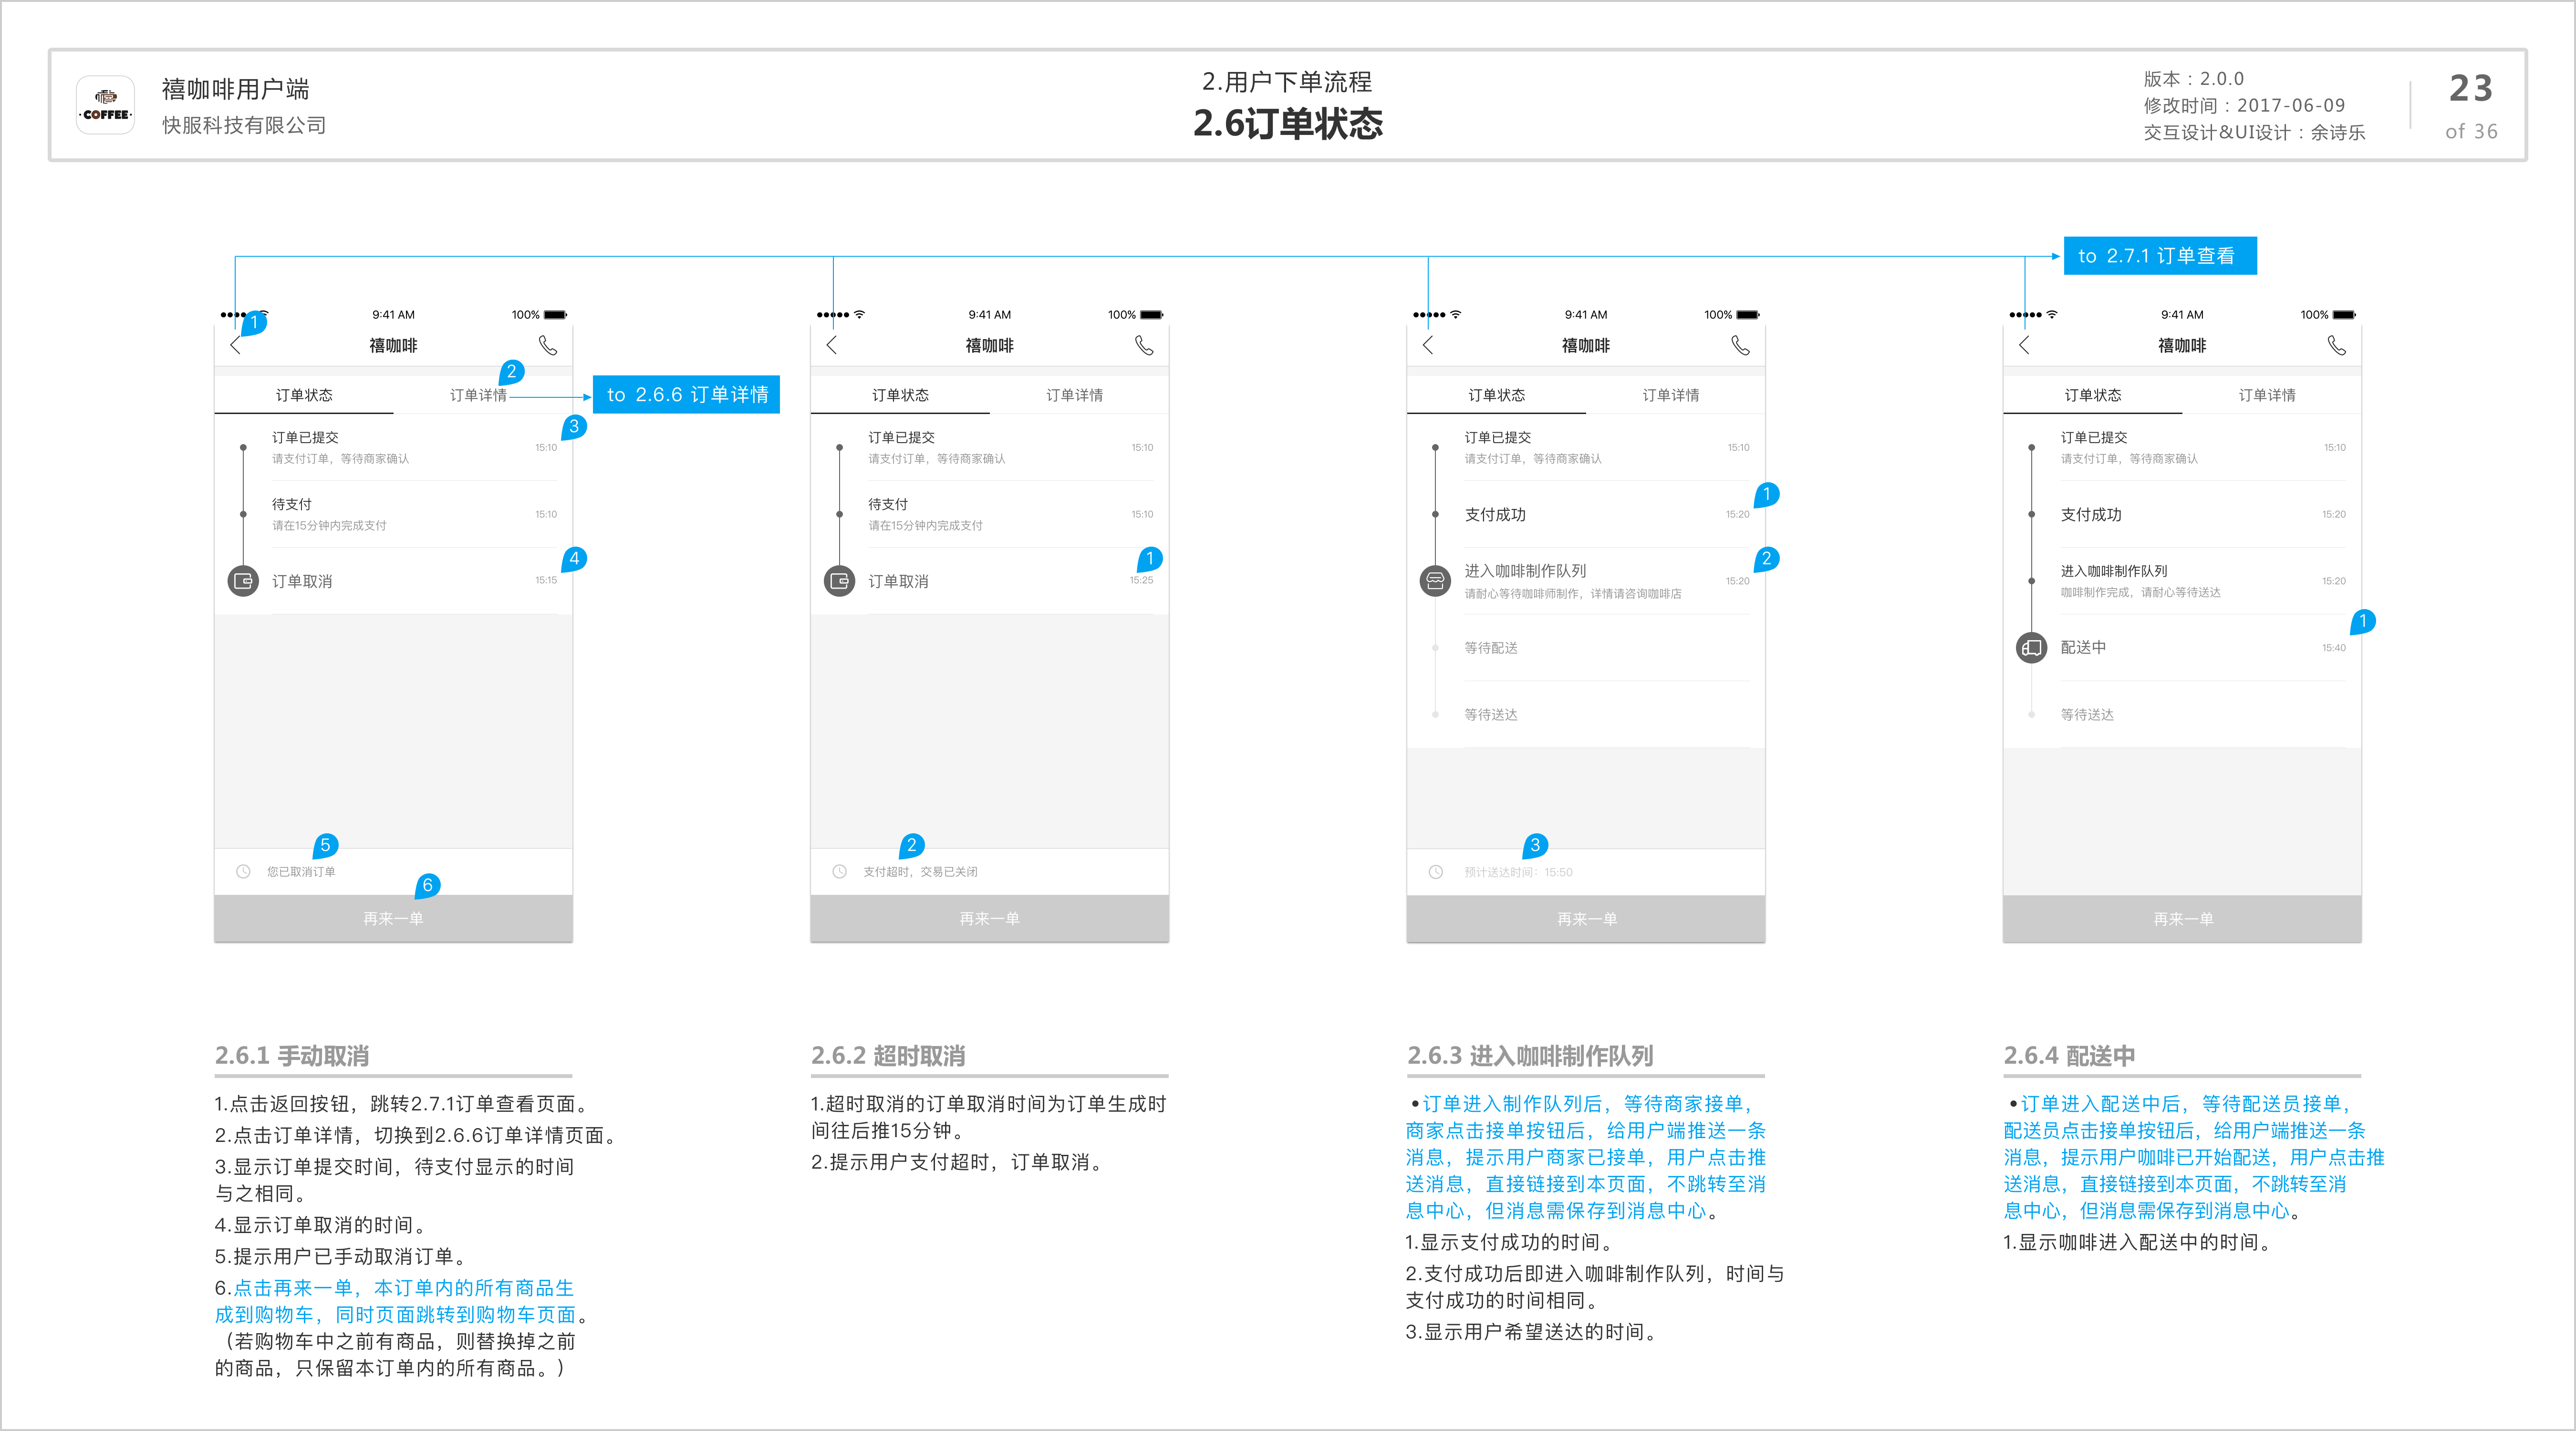 禧咖啡用户端
快服科技有限公司
·COFFEE·
2.用户下单流程
2.6订单状态
版本：2.0.0
修改时间：2017-06-09
交互设计&UI设计：余诗乐
23
of 36
to 2.7.1 订单查看
9:41 AM
100%
1
禧咖啡
2
订单状态
订单详情
to 2.6.6 订单详情
3
订单已提交
请支付订单，等待商家确认
15:10
待支付
请在15分钟内完成支付
15:10
4
订单取消
15:15
5
您已取消订单
6
再来一单
9:41 AM
100%
禧咖啡
订单状态
订单详情
订单已提交
请支付订单，等待商家确认
15:10
待支付
请在15分钟内完成支付
15:10
1
订单取消
15:25
2
支付超时，交易已关闭
再来一单
9:41 AM
100%
禧咖啡
订单状态
订单详情
订单已提交
请支付订单，等待商家确认
15:10
1
支付成功
15:20
2
进入咖啡制作队列
请耐心等待咖啡师制作，详情请咨询咖啡店
15:20
等待配送
等待送达
3
预计送达时间：15:50
再来一单
9:41 AM
100%
禧咖啡
订单状态
订单详情
订单已提交
请支付订单，等待商家确认
15:10
支付成功
15:20
进入咖啡制作队列
咖啡制作完成，请耐心等待送达
15:20
1
配送中
15:40
等待送达
再来一单
2.6.1 手动取消
1.点击返回按钮，跳转2.7.1订单查看页面。
2.点击订单详情，切换到2.6.6订单详情页面。
3.显示订单提交时间，待支付显示的时间
与之相同。
4.显示订单取消的时间。
5.提示用户已手动取消订单。
6.点击再来一单，本订单内的所有商品生
成到购物车，同时页面跳转到购物车页面。
（若购物车中之前有商品，则替换掉之前
的商品，只保留本订单内的所有商品。）
2.6.2 超时取消
1.超时取消的订单取消时间为订单生成时
间往后推15分钟。
2.提示用户支付超时，订单取消。
2.6.3 进入咖啡制作队列
•订单进入制作队列后，等待商家接单，
商家点击接单按钮后，给用户端推送一条
消息，提示用户商家已接单，用户点击推
送消息，直接链接到本页面，不跳转至消
息中心，但消息需保存到消息中心。
1.显示支付成功的时间。
2.支付成功后即进入咖啡制作队列，时间与
支付成功的时间相同。
3.显示用户希望送达的时间。
2.6.4 配送中
•订单进入配送中后，等待配送员接单，
配送员点击接单按钮后，给用户端推送一条
消息，提示用户咖啡已开始配送，用户点击推
送消息，直接链接到本页面，不跳转至消
息中心，但消息需保存到消息中心。
1.显示咖啡进入配送中的时间。